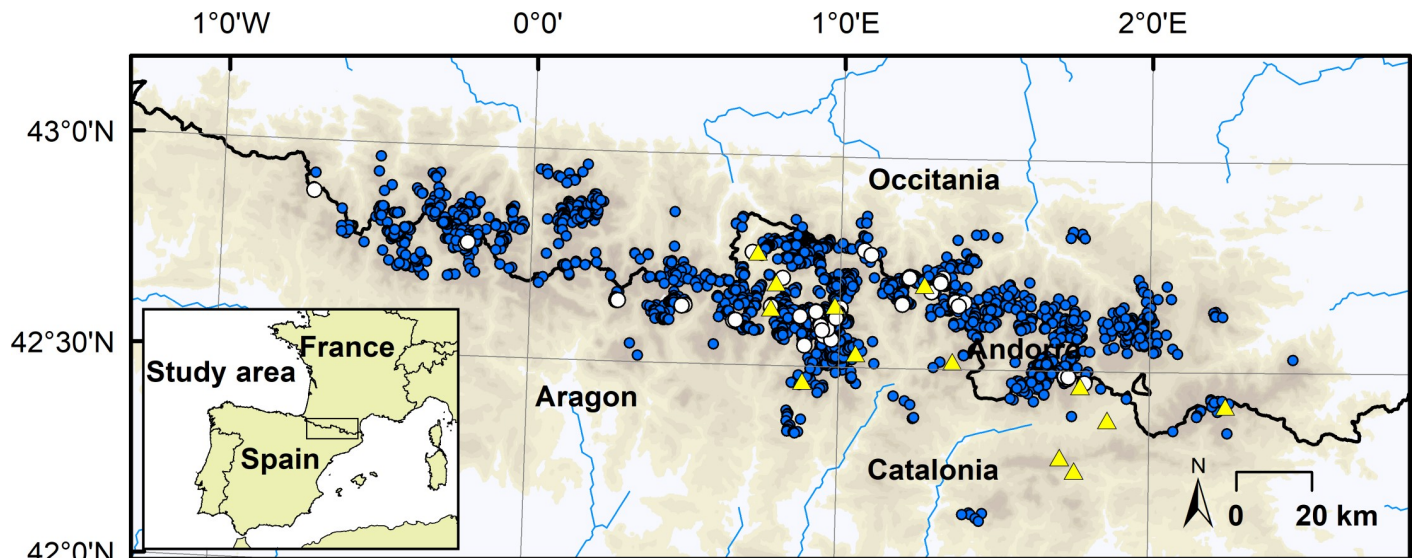 1°0'W 0°0' 1°0'E 2°0'E
43°0'N
Occitania
42°30'N
France
Study area
Andorra
Aragon
Spain
Catalonia
N
0 20 km
42°0'N